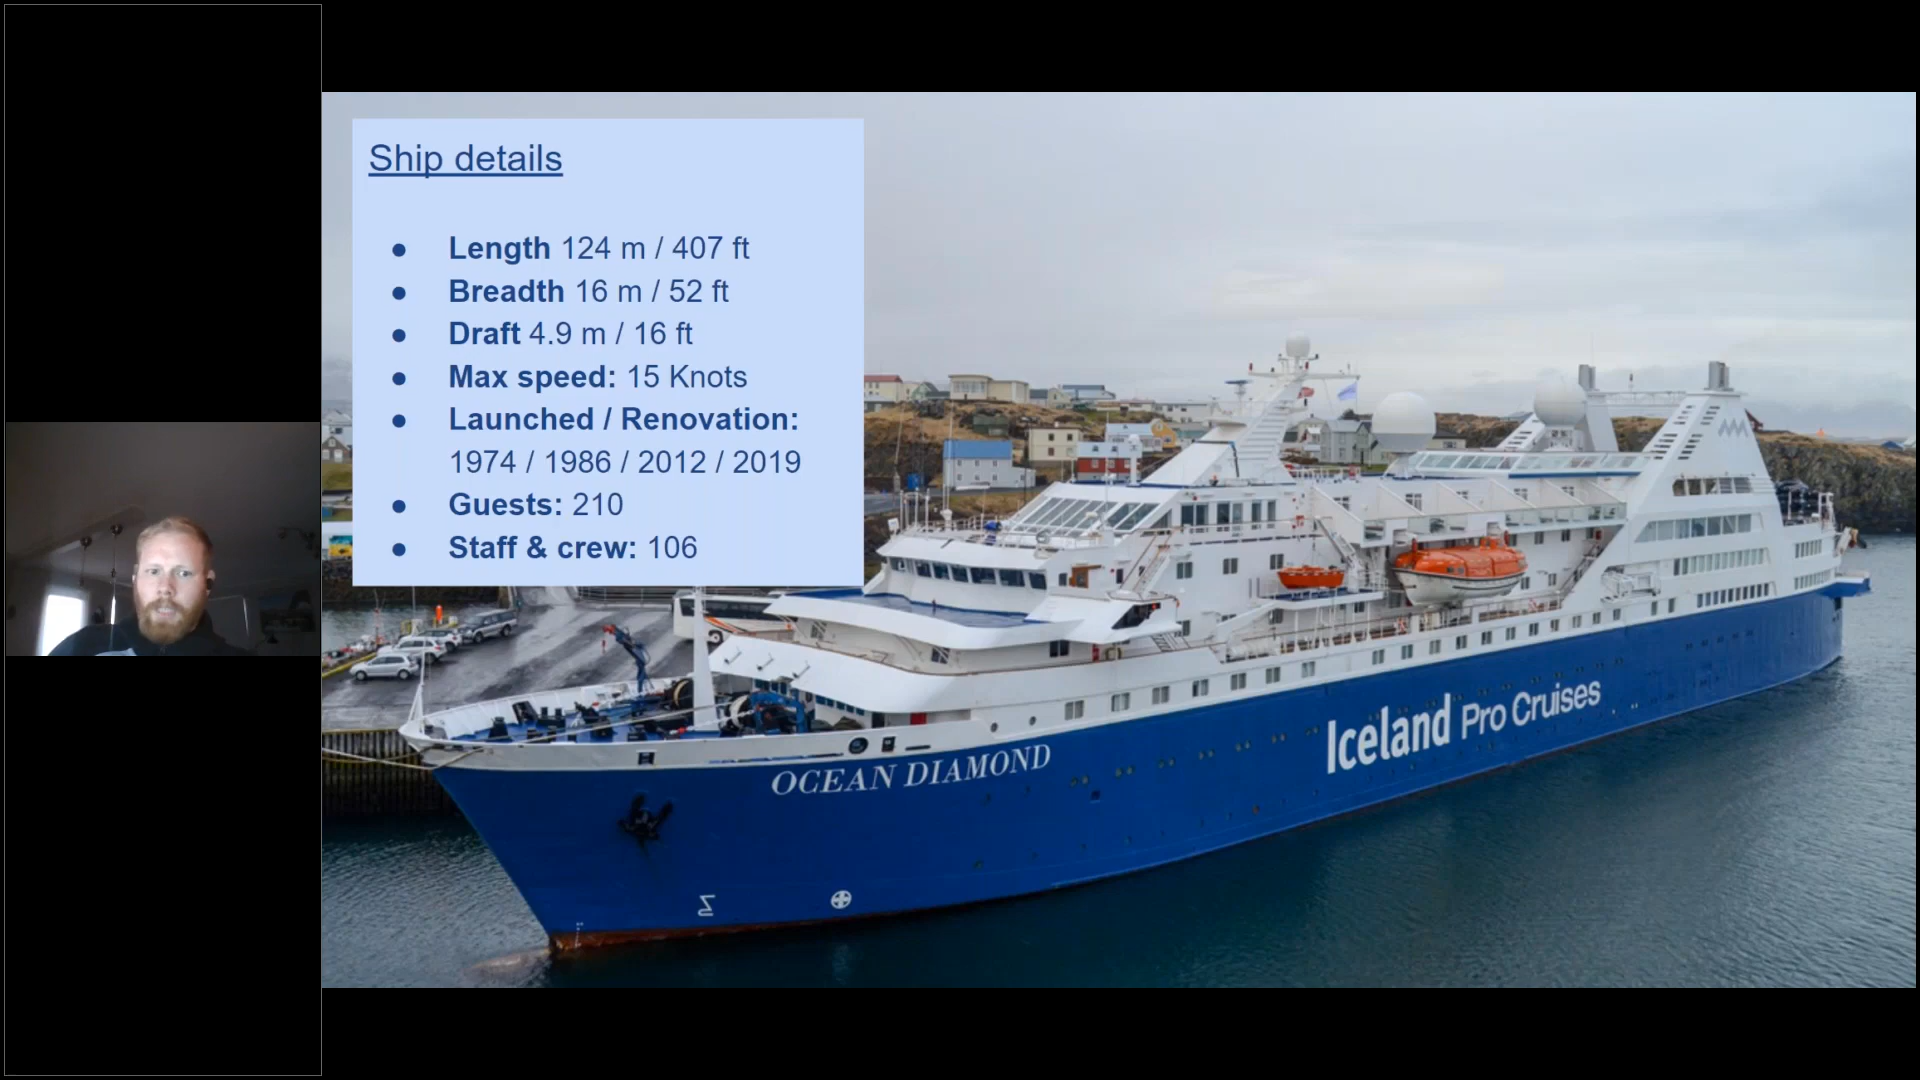 Ship details
● Length 124 m / 407 ft
● Breadth 16 m / 52 ft
● Draft 4.9 m / 16 ft
● Max speed: 15 Knots
● Launched / Renovation:
1974 / 1986 / 2012 / 2019
● Guests: 210
● Staff & crew: 106
OCEAN DIAMOND
Iceland Pro Cruises